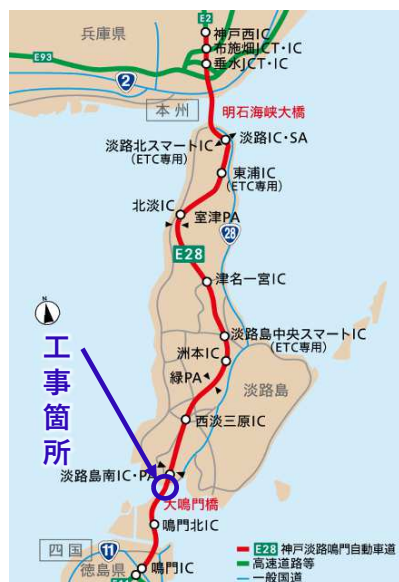 兵庫県
E2
神戸西IC
布施畑JCT・IC
垂水JCT・IC
E93
2
本州
明石海峡大橋
淡路IC・SA
淡路北スマートIC
(ETC専用)
東浦IC
(ETC専用)
北淡IC
室津PA
28
E28
津名一宮IC
N
淡路島中央スマートIC
(ETC専用)
洲本IC
工事箇所
緑PA
淡路島
西淡三原IC
淡路島南IC・PA
大鳴門橋
鳴門北IC
四国
11
徳島県
鳴門IC
E28 神戸淡路鳴門自動車道
高速道路等
一般国道